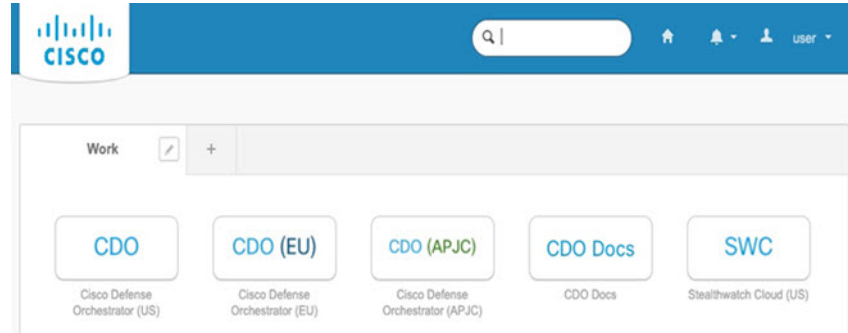 CISCO
user
Work
+
CDO
CDO (EU)
CDO (APJC)
CDO Docs
SWC
Cisco Defense
Orchestrator (US)
Cisco Defense
Orchestrator (EU)
Cisco Defense
Orchestrator (APJC)
CDO Docs
Stealthwatch Cloud (US)